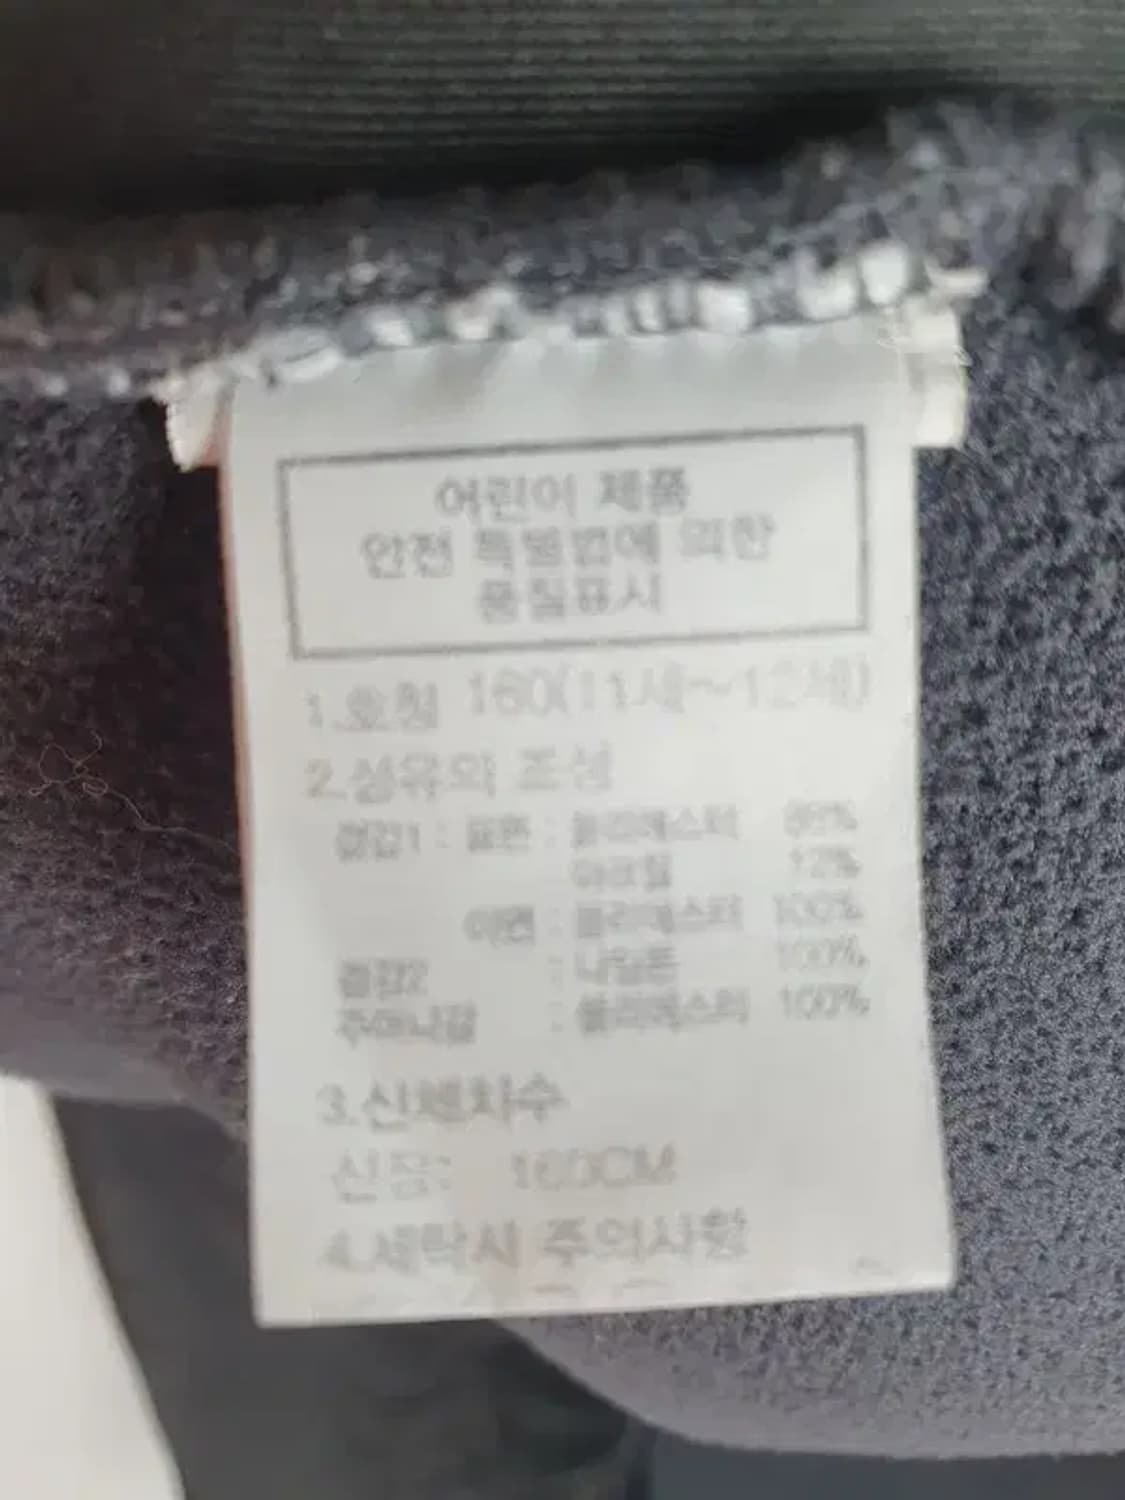 어린이 제품
안전 특별법에 의한
품질표시
1.호칭 160(11세~12세)
2.섬유의 조성
겉감1 : 표면 : 폴리에스터 88%
아크릴 12%
이면 : 폴리에스터 100%
겉감2 : 나일론 100%
주머니감 : 폴리에스터 100%
3.신체치수
신장: 160CM
4.세탁시 주의사항